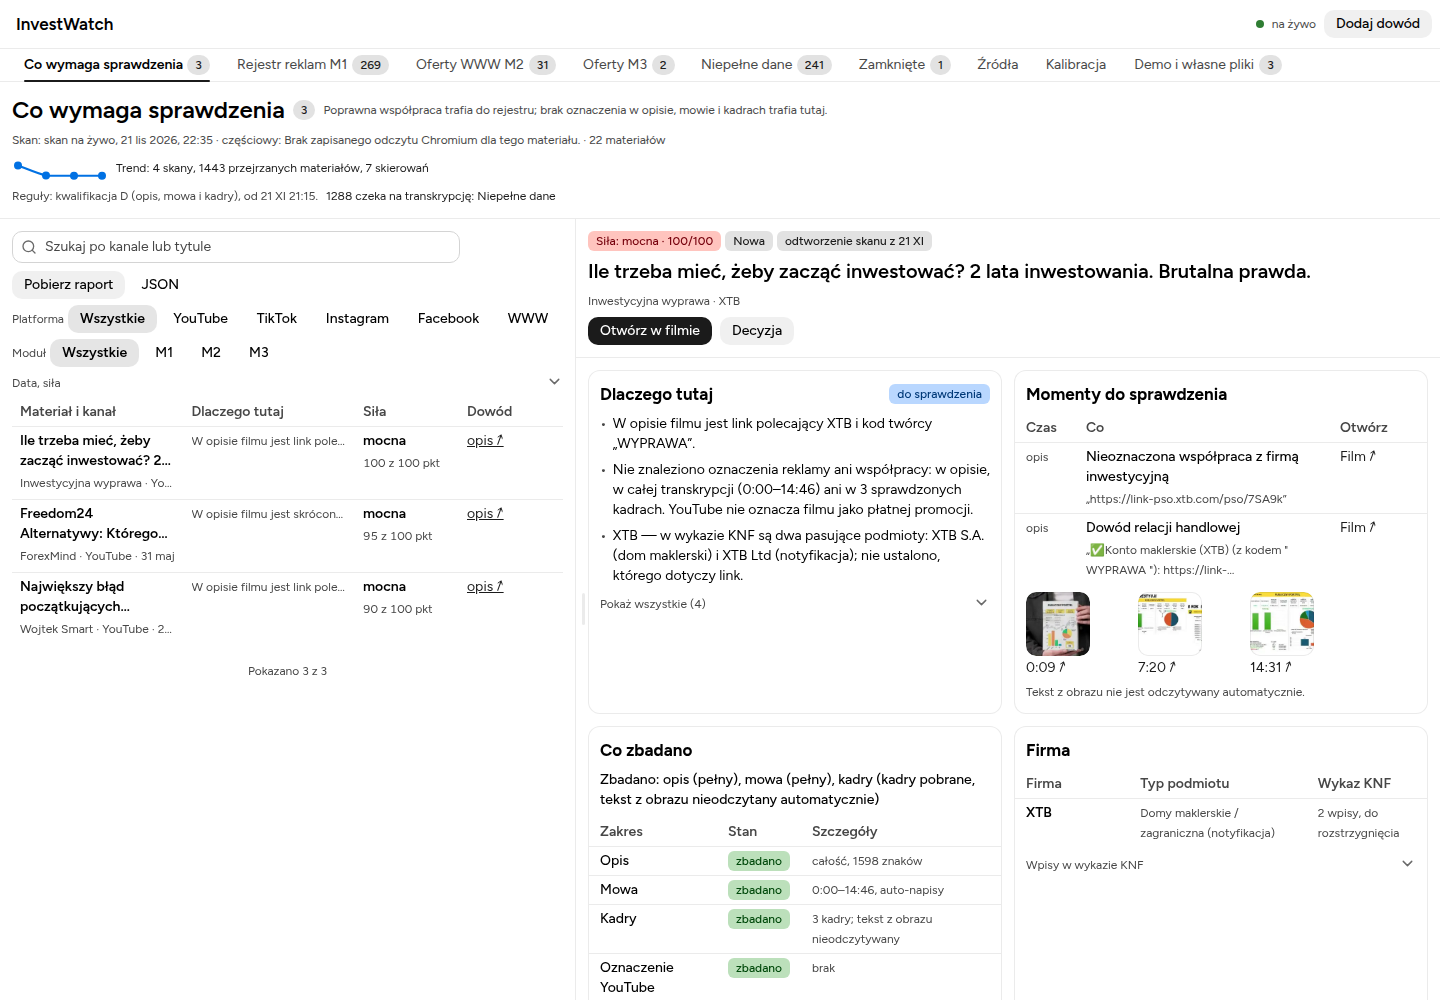 InvestWatch
na żywo
Dodaj dowód
Co wymaga sprawdzenia 3
Rejestr reklam M1 269
Oferty WWW M2 31
Oferty M3 2
Niepełne dane 241
Zamknięte 1
Źródła
Kalibracja
Demo i własne pliki 3
Co wymaga sprawdzenia 3 Poprawna współpraca trafia do rejestru; brak oznaczenia w opisie, mowie i kadrach trafia tutaj.
Skan: skan na żywo, 21 lis 2026, 22:35 · częściowy: Brak zapisanego odczytu Chromium dla tego materiału. · 22 materiałów
Trend: 4 skany, 1443 przejrzanych materiałów, 7 skierowań
Reguły: kwalifikacja D (opis, mowa i kadry), od 21 XI 21:15. 1288 czeka na transkrypcję: Niepełne dane
Szukaj po kanale lub tytule
Pobierz raport JSON
Platforma Wszystkie YouTube TikTok Instagram Facebook WWW
Moduł Wszystkie M1 M2 M3
Data, siła
Materiał i kanał Dlaczego tutaj Siła Dowód
Ile trzeba mieć, żeby
zacząć inwestować? 2…
Inwestycyjna wyprawa · Yo…
W opisie filmu jest link pole…
mocna
100 z 100 pkt
opis ↗
Freedom24
Alternatywy: Którego…
ForexMind · YouTube · 31 maj
W opisie filmu jest skrócon…
mocna
95 z 100 pkt
opis ↗
Największy błąd
początkujących…
Wojtek Smart · YouTube · 2…
W opisie filmu jest link pole…
mocna
90 z 100 pkt
opis ↗
Pokazano 3 z 3
Siła: mocna · 100/100 Nowa odtworzenie skanu z 21 XI
Ile trzeba mieć, żeby zacząć inwestować? 2 lata inwestowania. Brutalna prawda.
Inwestycyjna wyprawa · XTB
Otwórz w filmie Decyzja
Dlaczego tutaj
do sprawdzenia
• W opisie filmu jest link polecający XTB i kod twórcy
„WYPRAWA”.
• Nie znaleziono oznaczenia reklamy ani współpracy: w opisie,
w całej transkrypcji (0:00–14:46) ani w 3 sprawdzonych
kadrach. YouTube nie oznacza filmu jako płatnej promocji.
• XTB — w wykazie KNF są dwa pasujące podmioty: XTB S.A.
(dom maklerski) i XTB Ltd (notyfikacja); nie ustalono,
którego dotyczy link.
Pokaż wszystkie (4)
Momenty do sprawdzenia
Czas Co Otwórz
opis
Nieoznaczona współpraca z firmą
inwestycyjną
„https://link-pso.xtb.com/pso/7SA9k”
Film ↗
opis
Dowód relacji handlowej
„✅Konto maklerskie (XTB) (z kodem "
WYPRAWA "): https://link-…
Film ↗
0:09 ↗
7:20 ↗
14:31 ↗
Tekst z obrazu nie jest odczytywany automatycznie.
Co zbadano
Zbadano: opis (pełny), mowa (pełny), kadry (kadry pobrane,
tekst z obrazu nieodczytany automatycznie)
Zakres Stan Szczegóły
Opis zbadano całość, 1598 znaków
Mowa zbadano 0:00–14:46, auto-napisy
Kadry zbadano 3 kadry; tekst z obrazu
nieodczytywany
Oznaczenie
YouTube
zbadano brak
Firma
Firma Typ podmiotu Wykaz KNF
XTB
Domy maklerskie /
zagraniczna (notyfikacja)
2 wpisy, do
rozstrzygnięcia
Wpisy w wykazie KNF